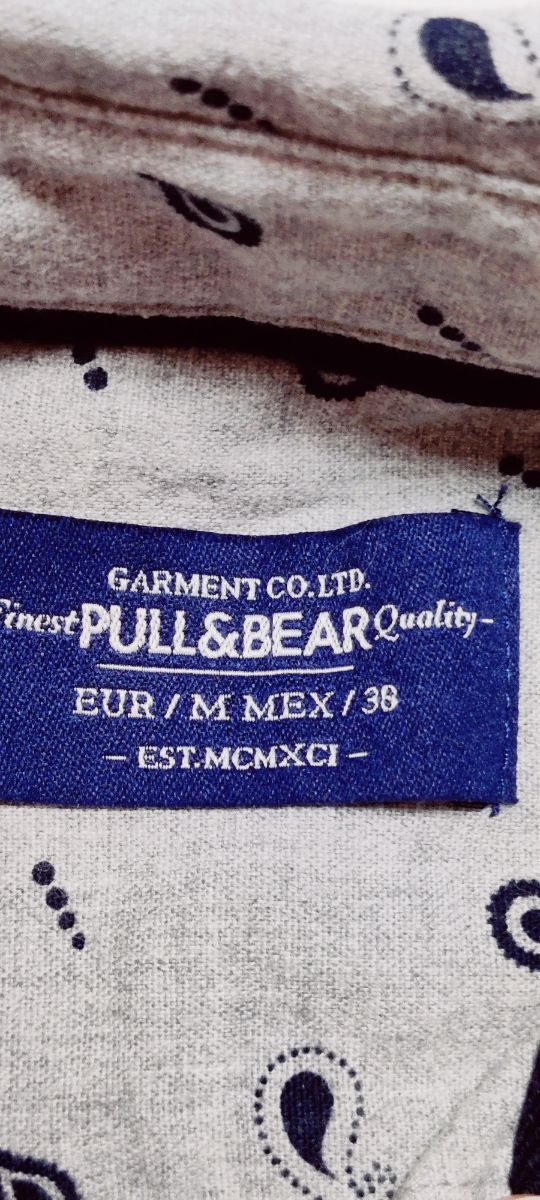 GARMENT CO.LTD.
Finest PULL&BEAR Quality-
EUR / M MEX / 38
- EST.MCMXCI -